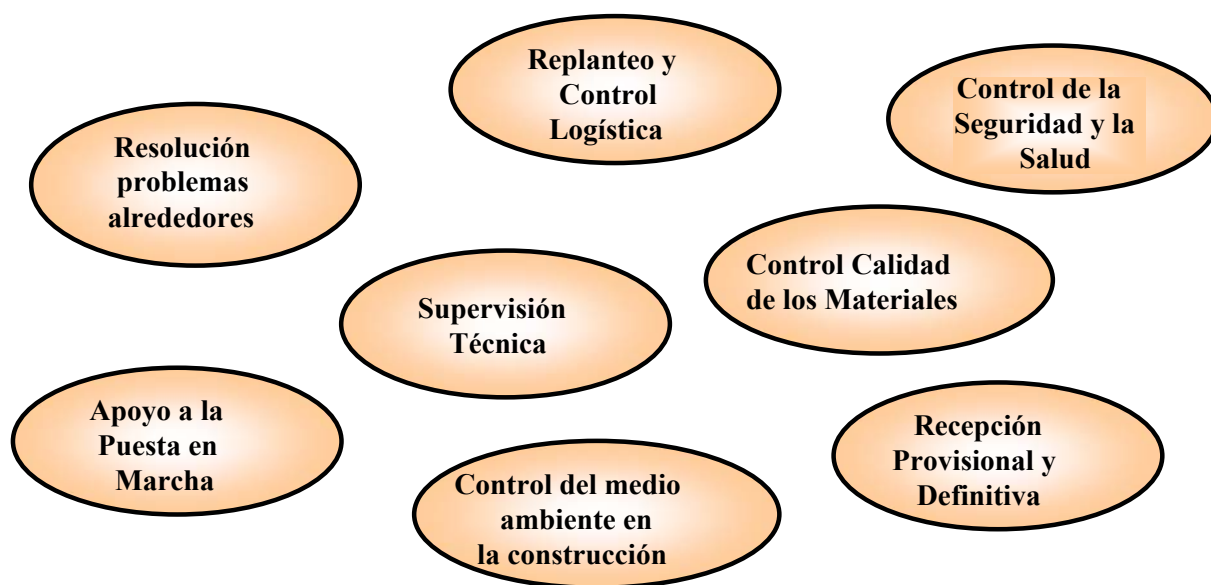 Replanteo y
Control
Logística
Control de la
Seguridad y la
Salud
Resolución
problemas
alrededores
Control Calidad
de los Materiales
Supervisión
Técnica
Apoyo a la
Puesta en
Marcha
Recepción
Provisional y
Definitiva
Control del medio
ambiente en
la construcción